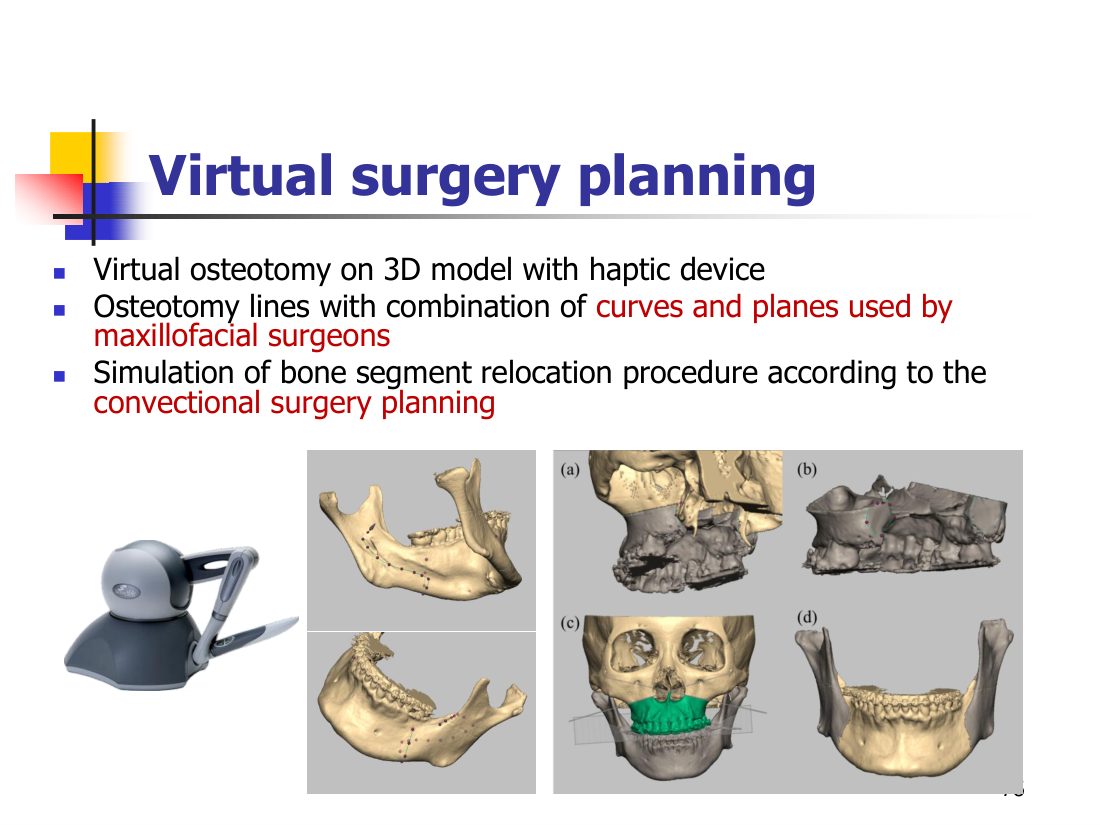 Virtual surgery planning
Virtual osteotomy on 3D model with haptic device
Osteotomy lines with combination of curves and planes used by
maxillofacial surgeons
Simulation of bone segment relocation procedure according to the
convectional surgery planning
(a)
(b)
(c)
(d)